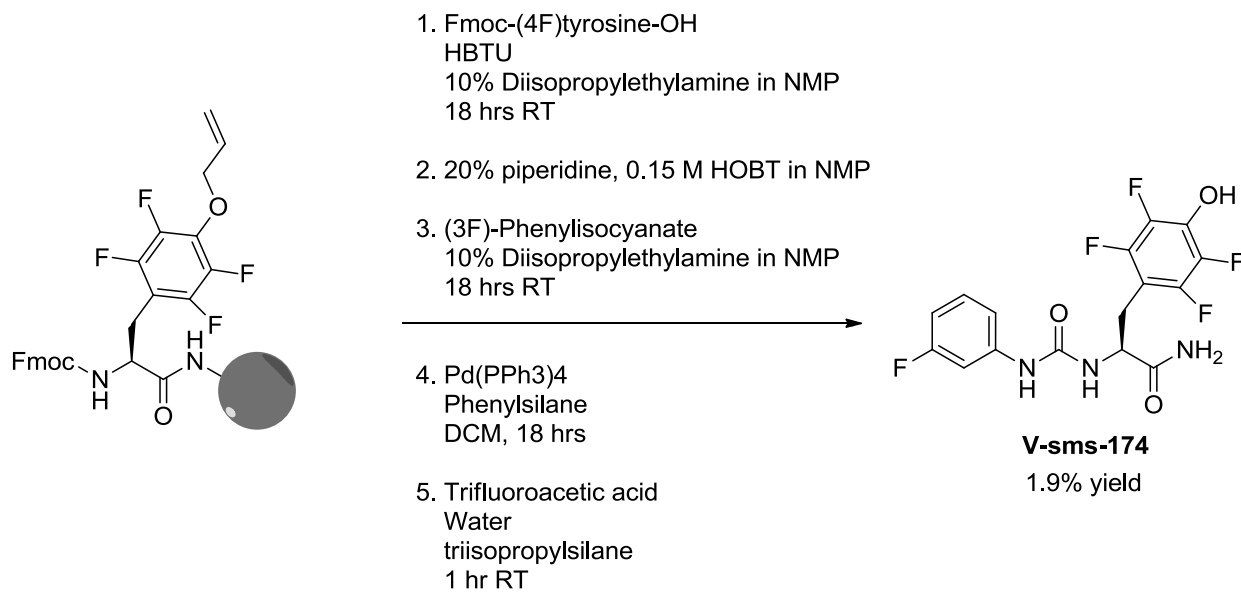 1. Fmoc-(4F)tyrosine-OH
HBTU
10% Diisopropylethylamine in NMP
18 hrs RT
2. 20% piperidine, 0.15 M HOBT in NMP
3. (3F)-Phenylisocyanate
10% Diisopropylethylamine in NMP
18 hrs RT
4. Pd(PPh3)4
Phenylsilane
DCM, 18 hrs
5. Trifluoroacetic acid
Water
triisopropylsilane
1 hr RT
F
O
F
F
F
H
N
Fmoc
N
H
O
F
OH
F
F
F
O
NH2
F
N
H
N
H
O
V-sms-174
1.9% yield